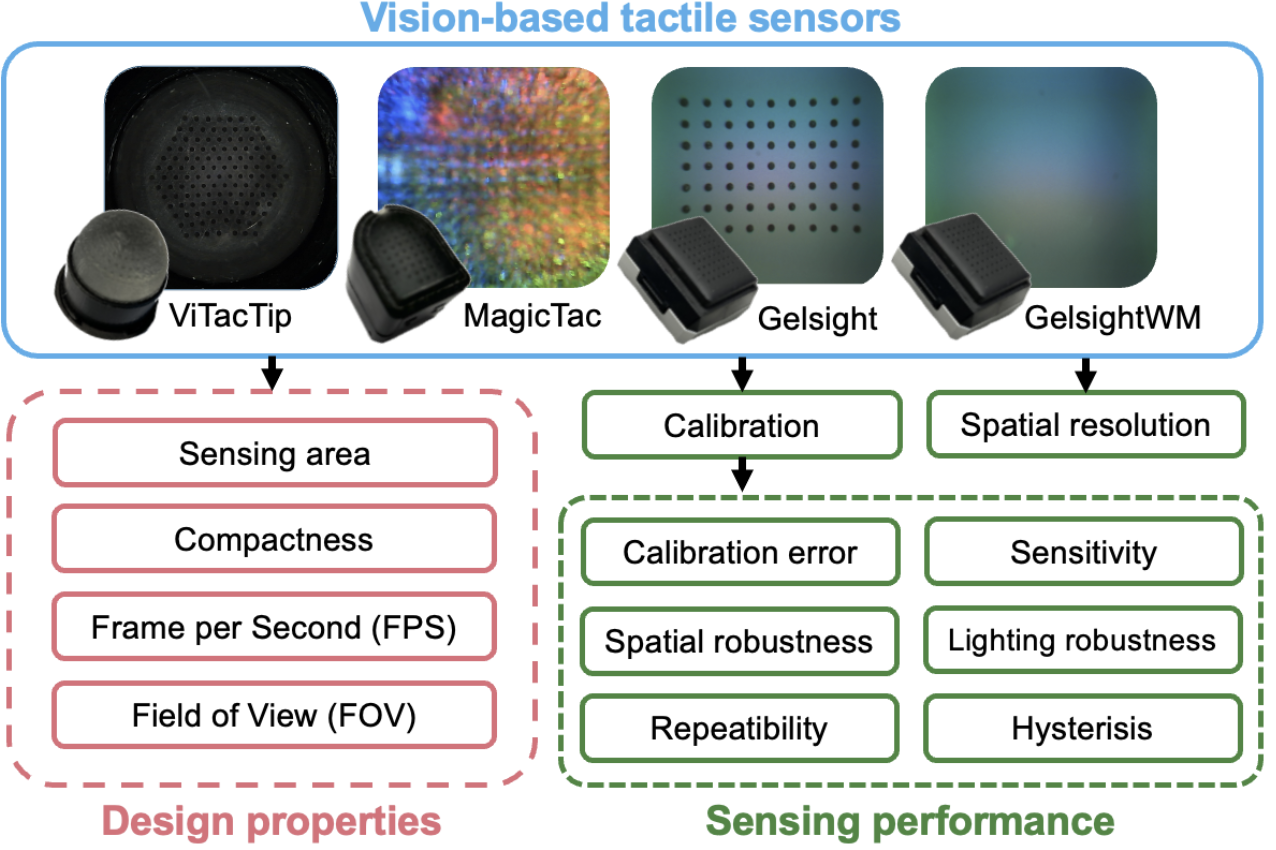 Vision-based tactile sensors
ViTacTip
MagicTac
Gelsight
GelsightWM
Sensing area
Compactness
Frame per Second (FPS)
Field of View (FOV)
Design properties
Calibration
Spatial resolution
Calibration error
Sensitivity
Spatial robustness
Lighting robustness
Repeatibility
Hysterisis
Sensing performance